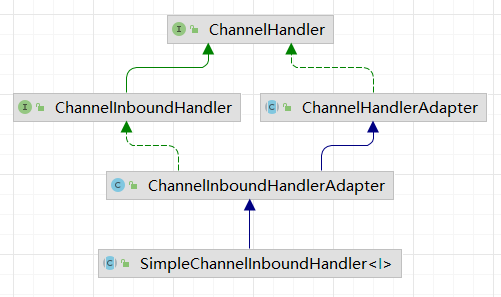 ChannelHandler
ChannelInboundHandler
ChannelHandlerAdapter
ChannelInboundHandlerAdapter
SimpleChannelInboundHandler<I>